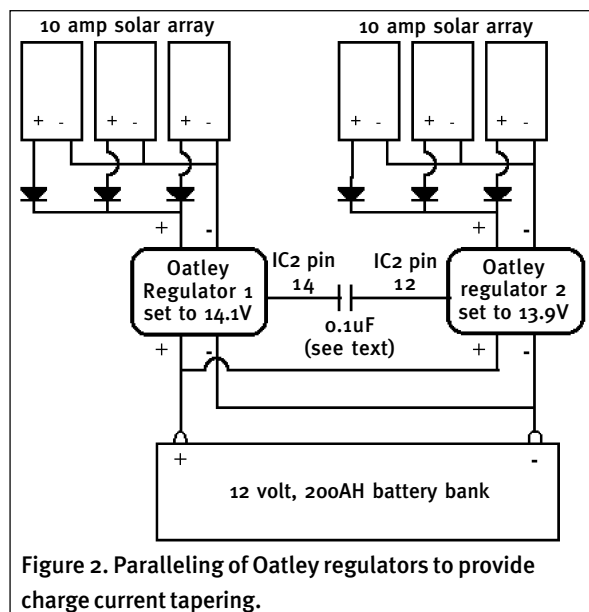 10 amp solar array
10 amp solar array
+ - + - + -
+ - + - + -
+ -
+ -
Oatley
Regulator 1
set to 14.1V
IC2 pin
14
IC2 pin
12
0.1uF
(see text)
Oatley
regulator 2
set to 13.9V
+ -
+ -
+ -
12 volt, 200AH battery bank
Figure 2. Paralleling of Oatley regulators to provide
charge current tapering.